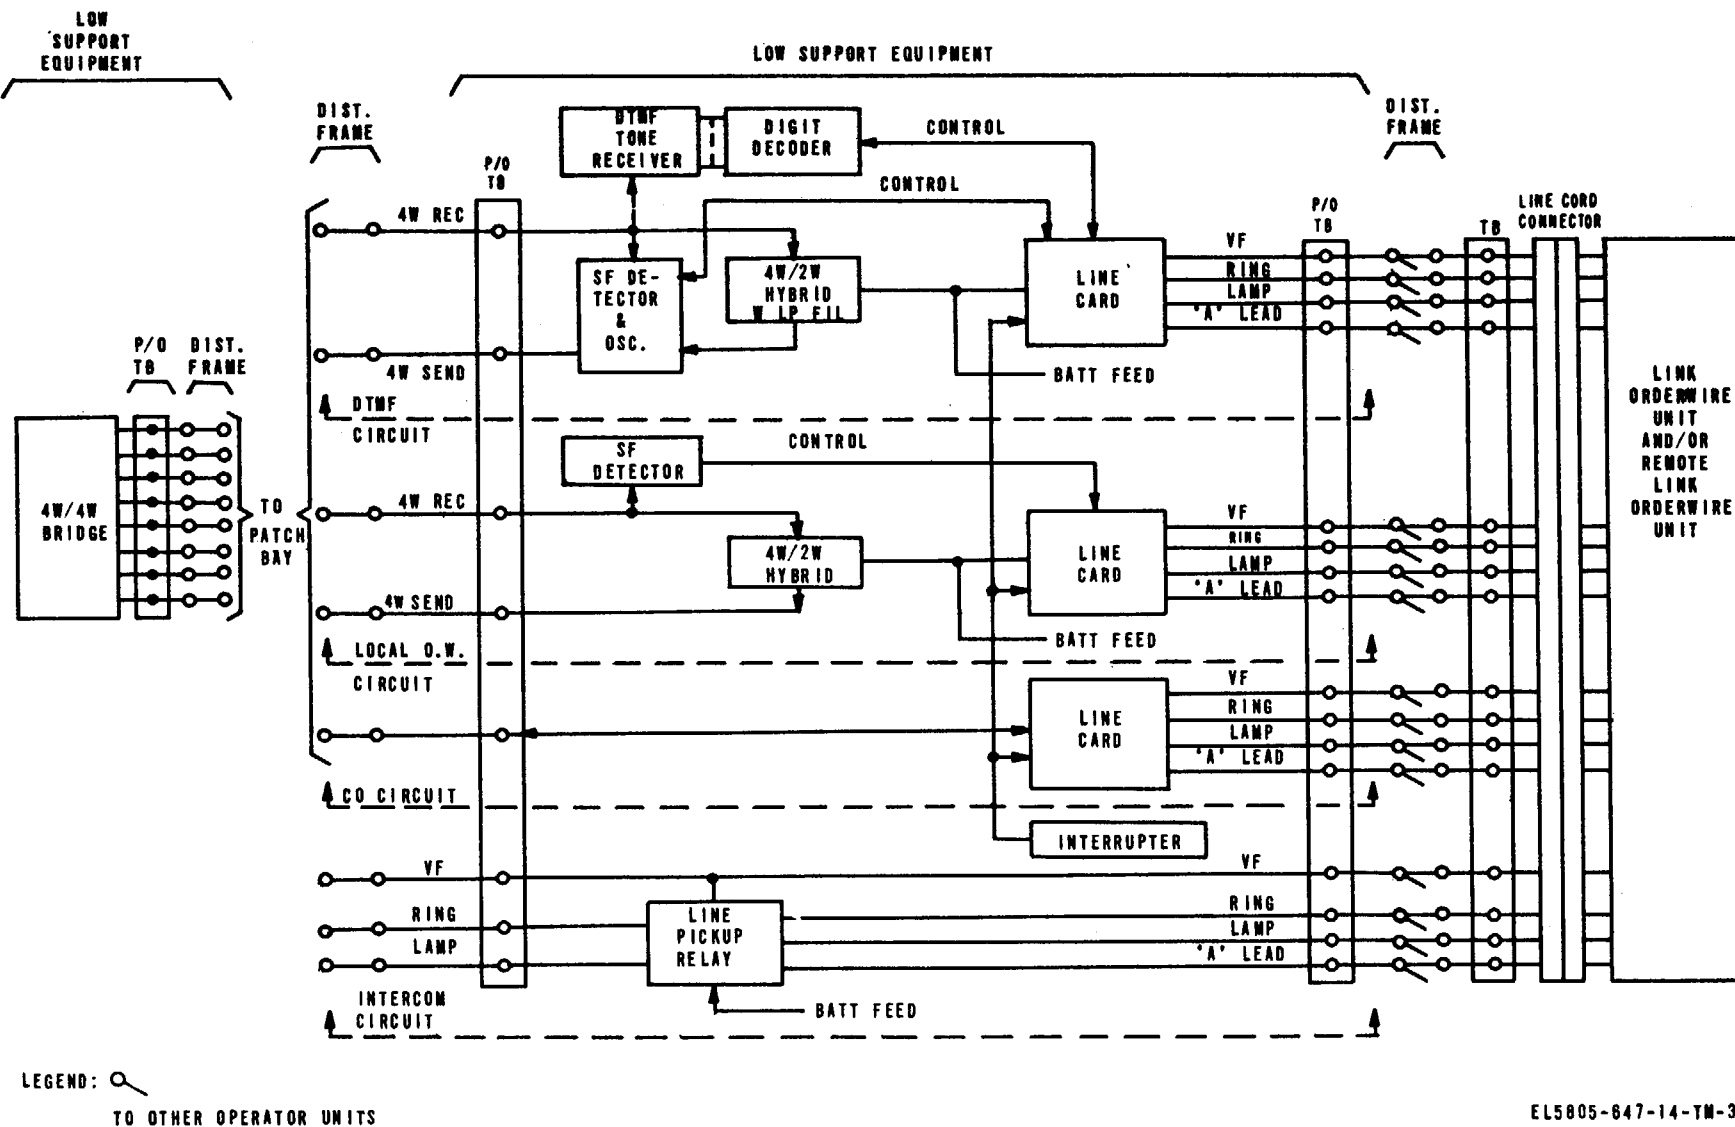 LOW
SUPPORT
EQUIPMENT
LOW SUPPORT EQUIPMENT
DIST.
FRAME
P/O
TB
DTMF
TONE
RECEIVER
DIGIT
DECODER
CONTROL
CONTROL
DIST.
FRAME
P/O
TB
TB
LINE CORD
CONNECTOR
4W REC
SF DE-
TECTOR
&
OSC.
4W/2W
HYBRID
W LP FIL
LINE
CARD
VF
RING
LAMP
"A" LEAD
4W SEND
BATT FEED
DTMF
CIRCUIT
P/O
TB
DIST.
FRAME
4W/4W
BRIDGE
TO
PATCH
BAY
SF
DETECTOR
CONTROL
4W REC
4W/2W
HYBRID
LINE
CARD
VF
RING
LAMP
"A" LEAD
4W SEND
BATT FEED
LOCAL O.W.
CIRCUIT
LINE
CARD
VF
RING
LAMP
"A" LEAD
CO CIRCUIT
INTERRUPTER
VF
RING
LAMP
LINE
PICKUP
RELAY
VF
RING
LAMP
"A" LEAD
BATT FEED
INTERCOM
CIRCUIT
LINK
ORDERWIRE
UNIT
AND/OR
REMOTE
LINK
ORDERWIRE
UNIT
LEGEND:
TO OTHER OPERATOR UNITS
EL5805-647-14-TM-3